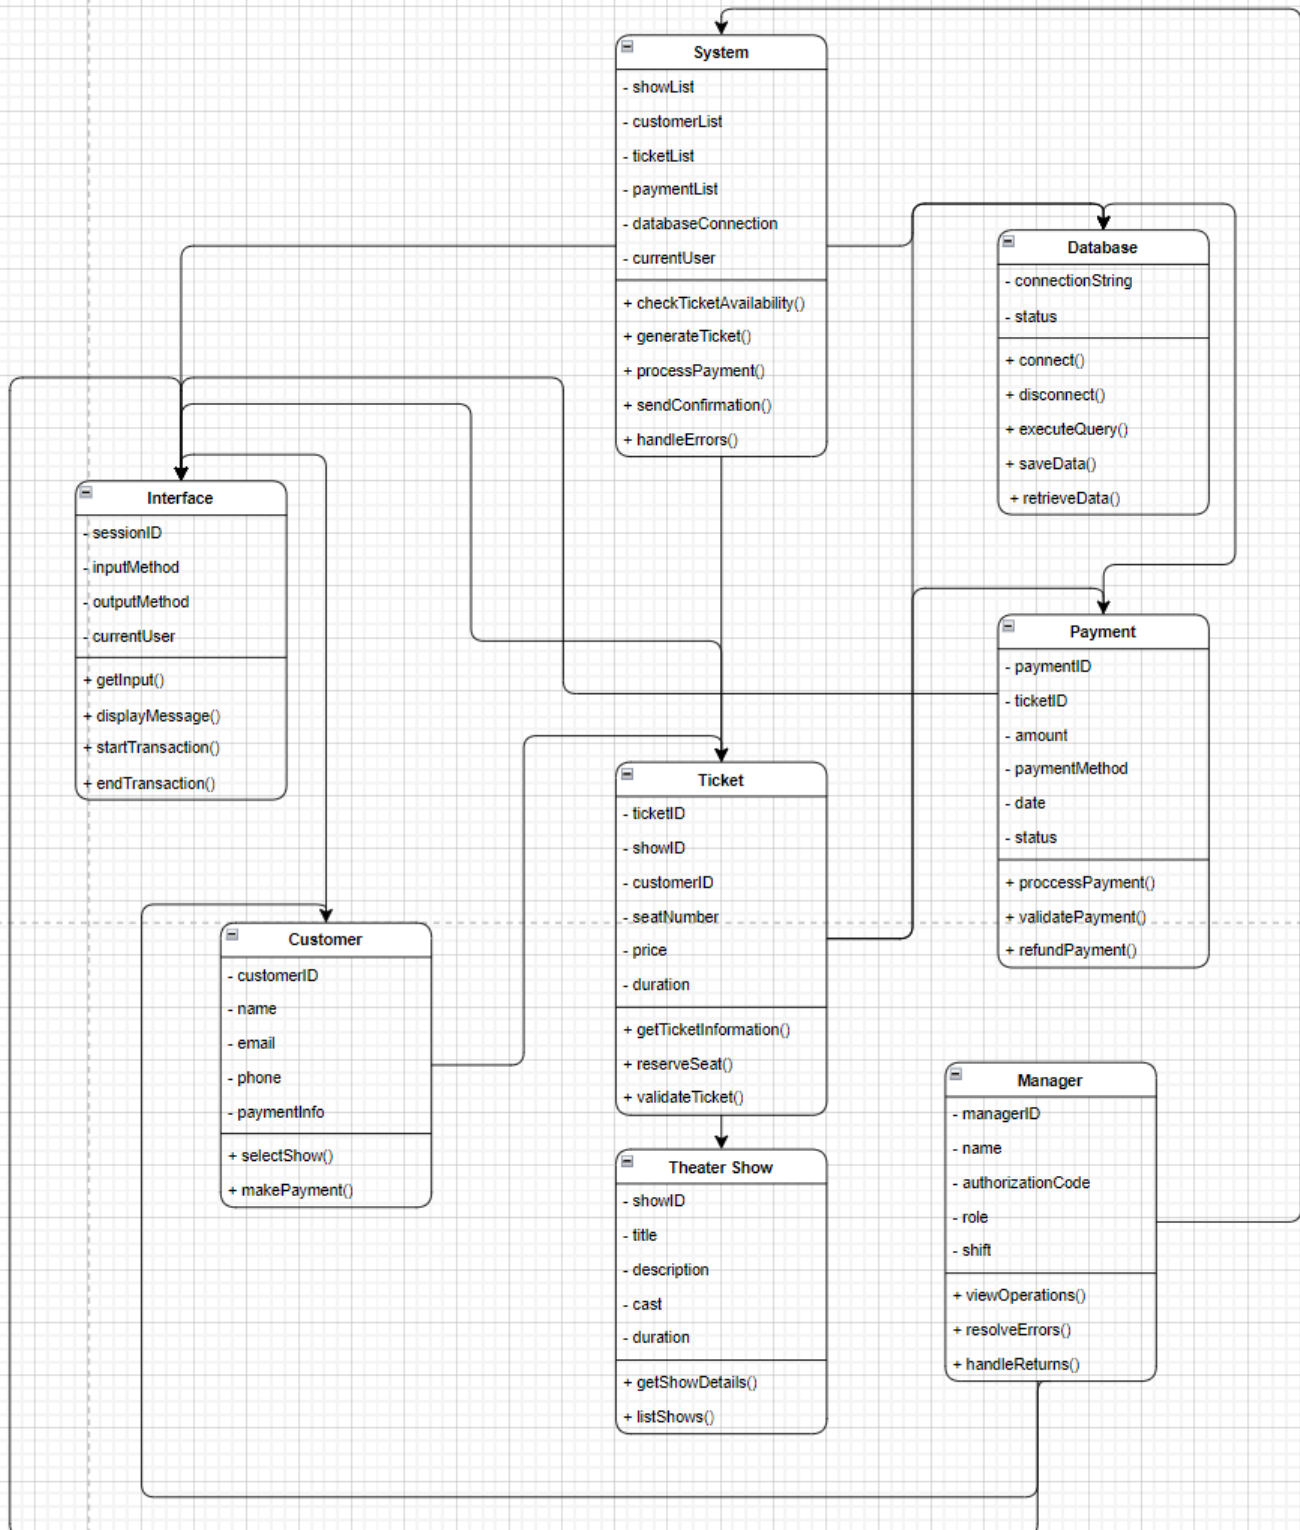 System
- showList
- customerList
- ticketList
- paymentList
- databaseConnection
- currentUser
+ checkTicketAvailability()
+ generateTicket()
+ processPayment()
+ sendConfirmation()
+ handleErrors()
Database
- connectionString
- status
+ connect()
+ disconnect()
+ executeQuery()
+ saveData()
+ retrieveData()
Interface
- sessionID
- inputMethod
- outputMethod
- currentUser
+ getInput()
+ displayMessage()
+ startTransaction()
+ endTransaction()
Payment
- paymentID
- ticketID
- amount
- paymentMethod
- date
- status
+ proccessPayment()
+ validatePayment()
+ refundPayment()
Ticket
- ticketID
- showID
- customerID
- seatNumber
- price
- duration
+ getTicketInformation()
+ reserveSeat()
+ validateTicket()
Customer
- customerID
- name
- email
- phone
- paymentInfo
+ selectShow()
+ makePayment()
Manager
- managerID
- name
- authorizationCode
- role
- shift
+ viewOperations()
+ resolveErrors()
+ handleReturns()
Theater Show
- showID
- title
- description
- cast
- duration
+ getShowDetails()
+ listShows()